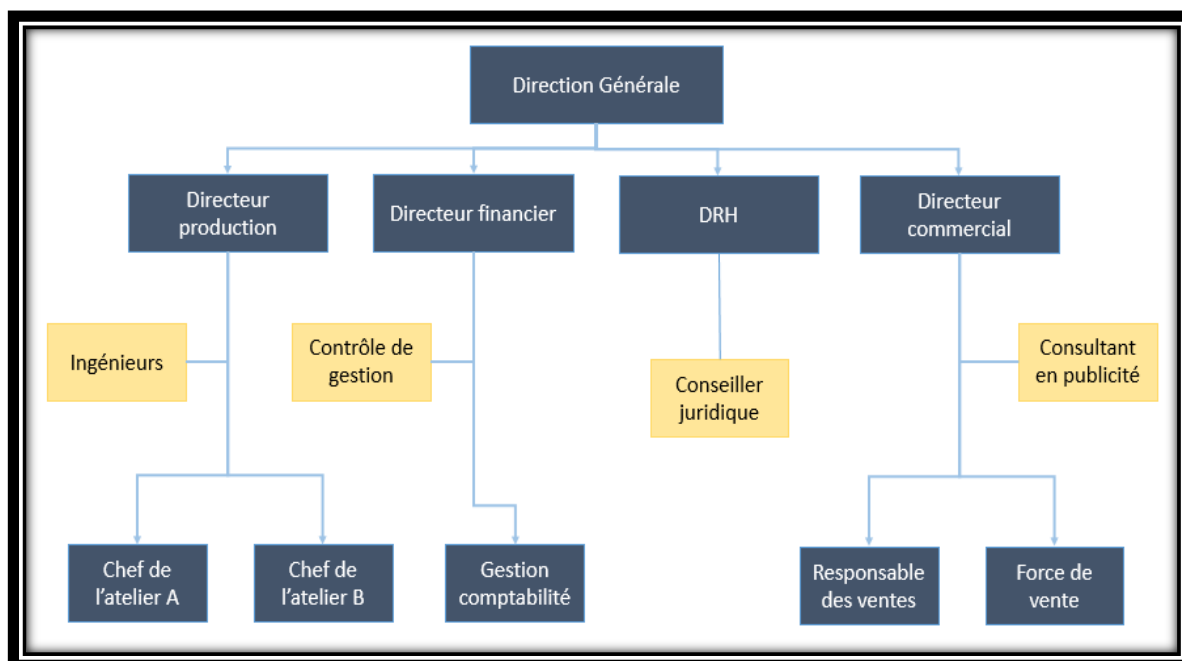 Direction Générale
Directeur
production
Directeur financier
DRH
Directeur
commercial
Ingénieurs
Contrôle de
gestion
Conseiller
juridique
Consultant
en publicité
Chef de
l’atelier A
Chef de
l’atelier B
Gestion
comptabilité
Responsable
des ventes
Force de
vente